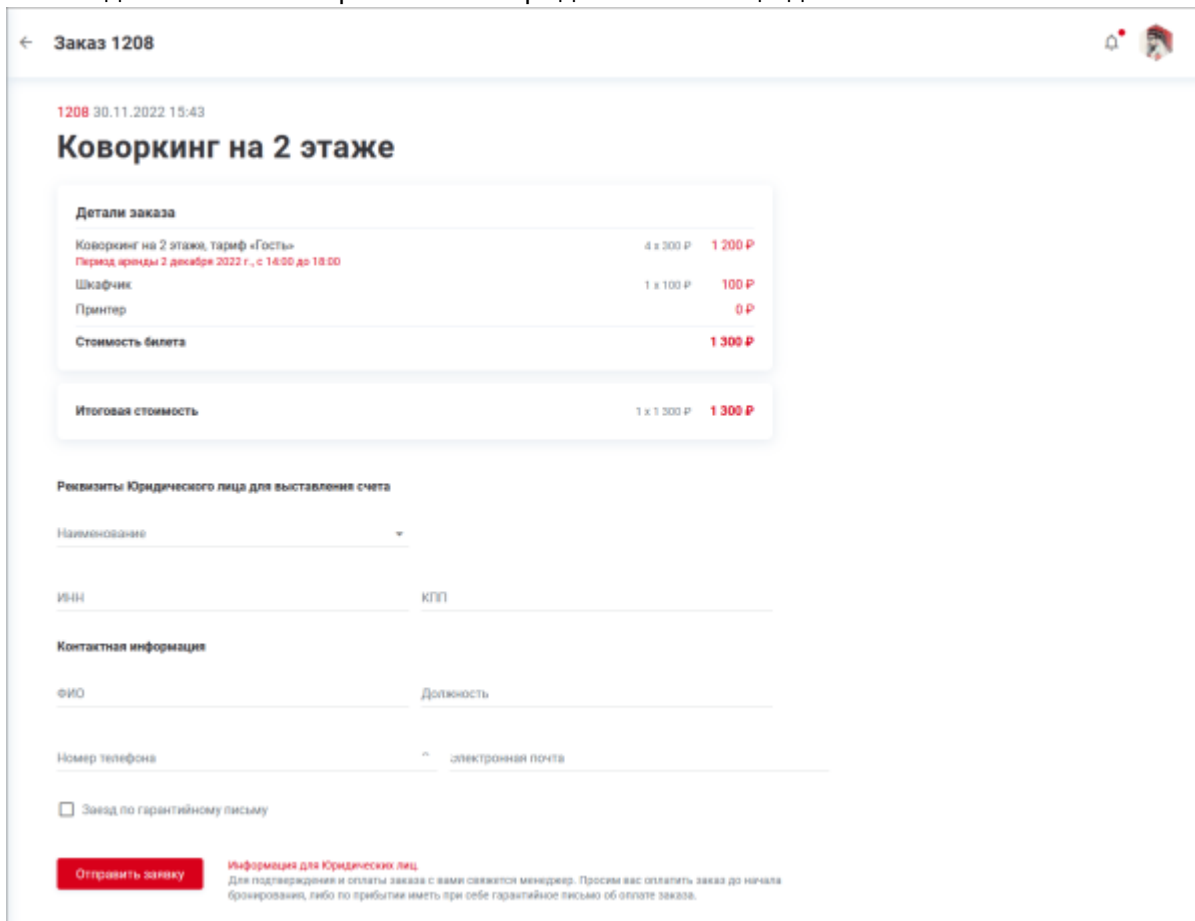 Заказ 1208
1208 30.11.2022 15:43
Коворкинг на 2 этаже
Детали заказа
Коворкинг на 2 этаже, тариф «Гость» 4 x 300 ₽ 1 200 ₽
Период аренды 2 декабря 2022 г., с 14:00 до 18:00
Шкафчик 1 x 100 ₽ 100 ₽
Принтер 0 ₽
Стоимость билета 1 300 ₽
Итоговая стоимость 1 x 1 300 ₽ 1 300 ₽
Реквизиты Юридического лица для выставления счета
Наименование
ИНН КПП
Контактная информация
ФИО Должность
Номер телефона Электронная почта
Заезд по гарантийному письму
Отправить заявку
Информация для Юридических лиц
Для подтверждения и оплаты заказа с вами свяжется менеджер. Просим вас оплатить заказ до начала
бронирования, либо по прибытии иметь при себе гарантийное письмо об оплате заказа.